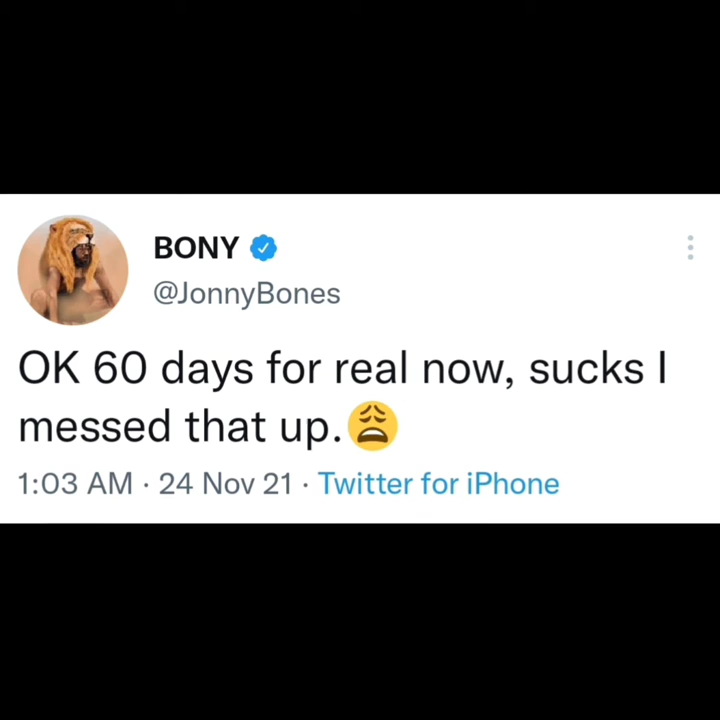 BONY
@JonnyBones
OK 60 days for real now, sucks I
messed that up.😩
1:03 AM · 24 Nov 21 · Twitter for iPhone